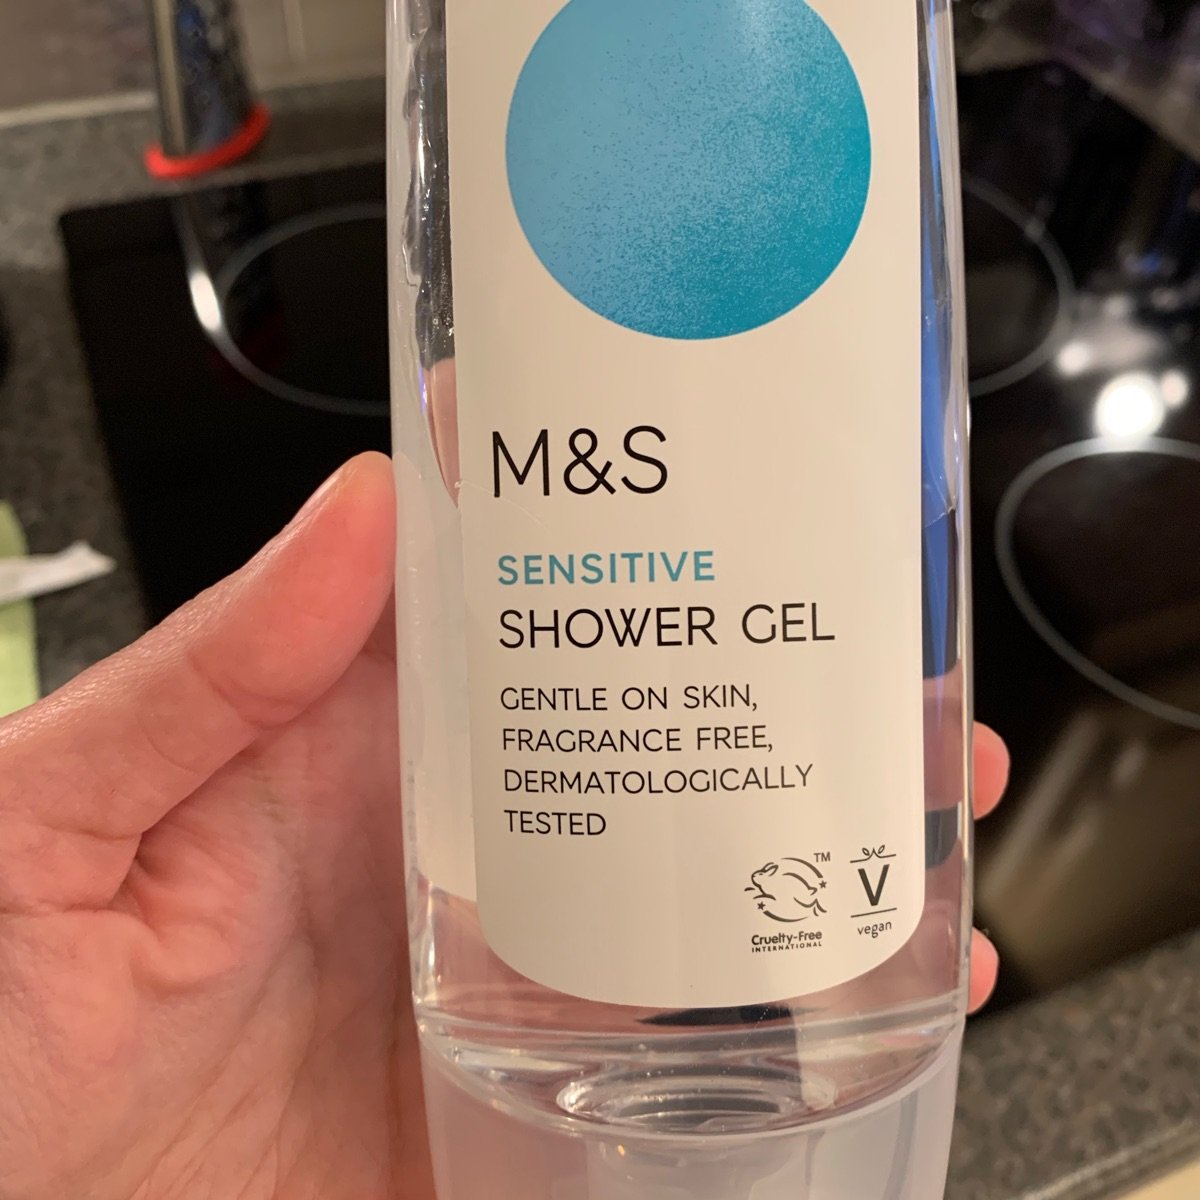 M&S
SENSITIVE
SHOWER GEL
GENTLE ON SKIN,
FRAGRANCE FREE,
DERMATOLOGICALLY
TESTED
TM
Cruelty-Free
INTERNATIONAL
V
vegan